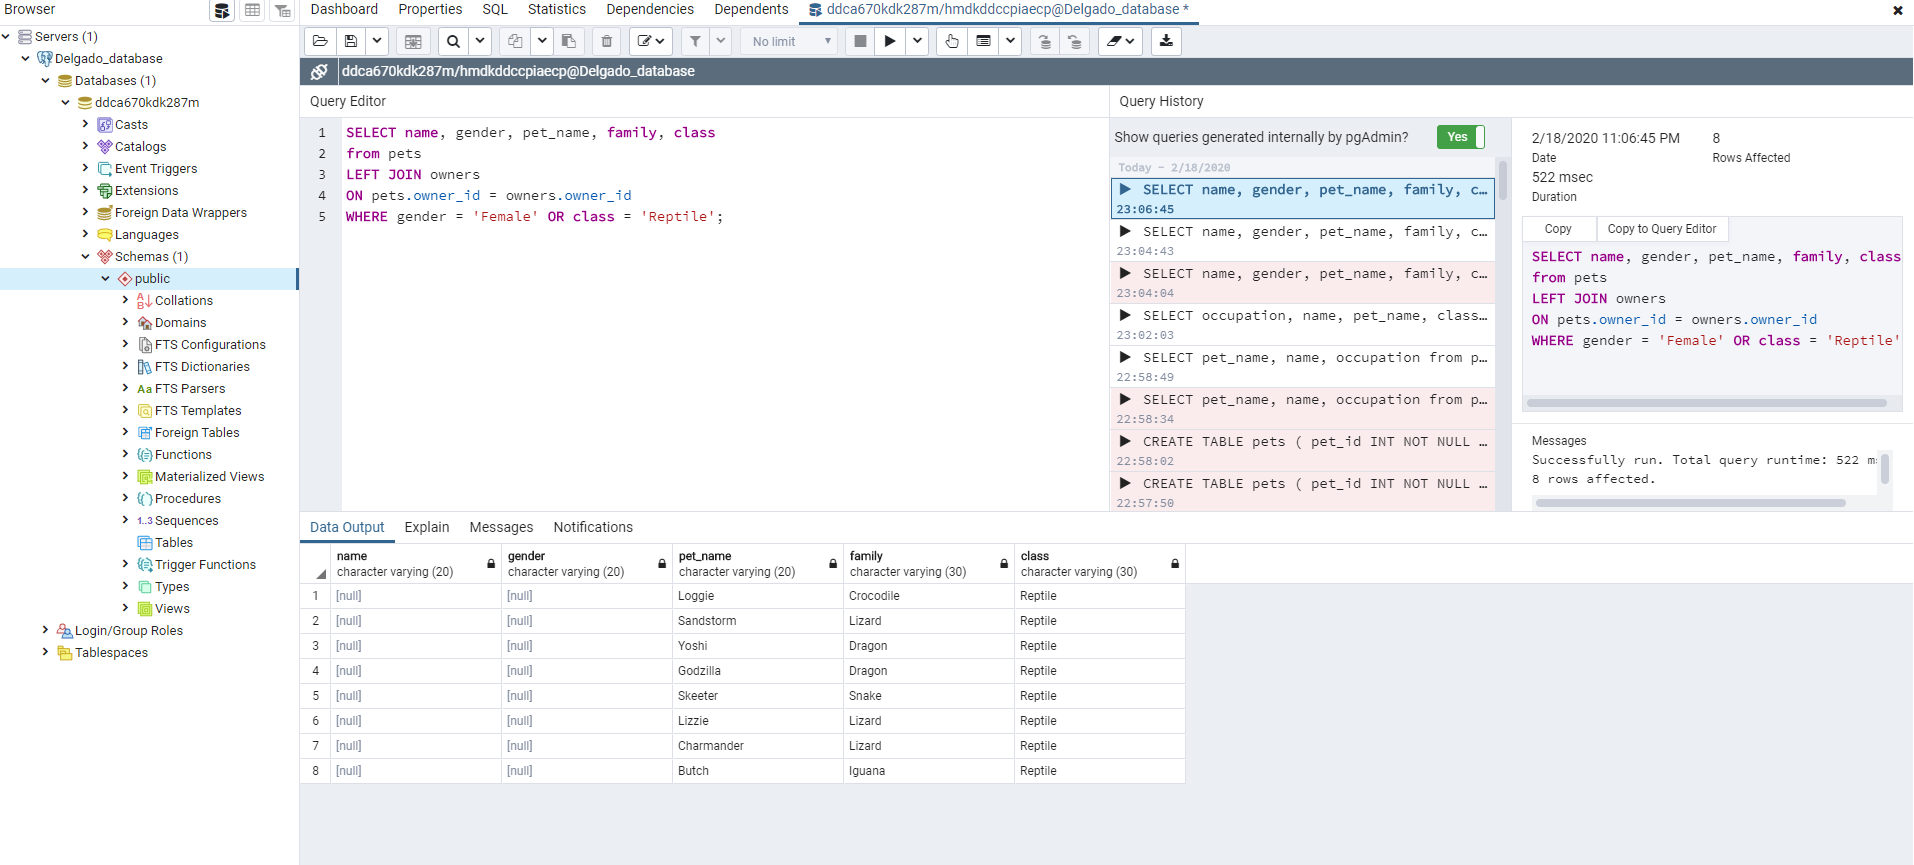 Browser
Dashboard Properties SQL Statistics Dependencies Dependents ddca670kdk287m/hmdkddccpiaecp@Delgado_database *
Servers (1)
Delgado_database
Databases (1)
ddca670kdk287m
Casts
Catalogs
Event Triggers
Extensions
Foreign Data Wrappers
Languages
Schemas (1)
public
Collations
Domains
FTS Configurations
FTS Dictionaries
Aa FTS Parsers
FTS Templates
Foreign Tables
Functions
Materialized Views
Procedures
1..3 Sequences
Tables
Trigger Functions
Types
Views
Login/Group Roles
Tablespaces
No limit
ddca670kdk287m/hmdkddccpiaecp@Delgado_database
Query Editor
1 SELECT name, gender, pet_name, family, class
2 from pets
3 LEFT JOIN owners
4 ON pets.owner_id = owners.owner_id
5 WHERE gender = 'Female' OR class = 'Reptile';
Query History
Show queries generated internally by pgAdmin? Yes
Today - 2/18/2020
SELECT name, gender, pet_name, family, c...
23:06:45
SELECT name, gender, pet_name, family, c...
23:04:43
SELECT name, gender, pet_name, family, c...
23:04:04
SELECT occupation, name, pet_name, class...
23:02:03
SELECT pet_name, name, occupation from p...
22:58:49
SELECT pet_name, name, occupation from p...
22:58:34
CREATE TABLE pets ( pet_id INT NOT NULL ...
22:58:02
CREATE TABLE pets ( pet_id INT NOT NULL ...
22:57:50
2/18/2020 11:06:45 PM 8
Date Rows Affected
522 msec
Duration
Copy Copy to Query Editor
SELECT name, gender, pet_name, family, class
from pets
LEFT JOIN owners
ON pets.owner_id = owners.owner_id
WHERE gender = 'Female' OR class = 'Reptile'
Messages
Successfully run. Total query runtime: 522 m
8 rows affected.
Data Output Explain Messages Notifications
name gender pet_name family class
character varying (20) character varying (20) character varying (20) character varying (30) character varying (30)
1 [null] [null] Loggie Crocodile Reptile
2 [null] [null] Sandstorm Lizard Reptile
3 [null] [null] Yoshi Dragon Reptile
4 [null] [null] Godzilla Dragon Reptile
5 [null] [null] Skeeter Snake Reptile
6 [null] [null] Lizzie Lizard Reptile
7 [null] [null] Charmander Lizard Reptile
8 [null] [null] Butch Iguana Reptile